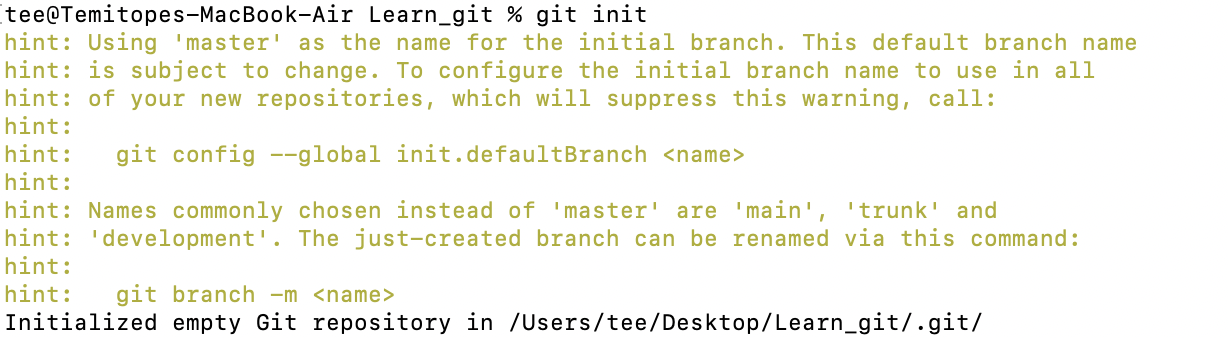 tee@Temitopes-MacBook-Air Learn_git % git init
hint: Using 'master' as the name for the initial branch. This default branch name
hint: is subject to change. To configure the initial branch name to use in all
hint: of your new repositories, which will suppress this warning, call:
hint:
hint:   git config --global init.defaultBranch <name>
hint:
hint: Names commonly chosen instead of 'master' are 'main', 'trunk' and
hint: 'development'. The just-created branch can be renamed via this command:
hint:
hint:   git branch -m <name>
Initialized empty Git repository in /Users/tee/Desktop/Learn_git/.git/